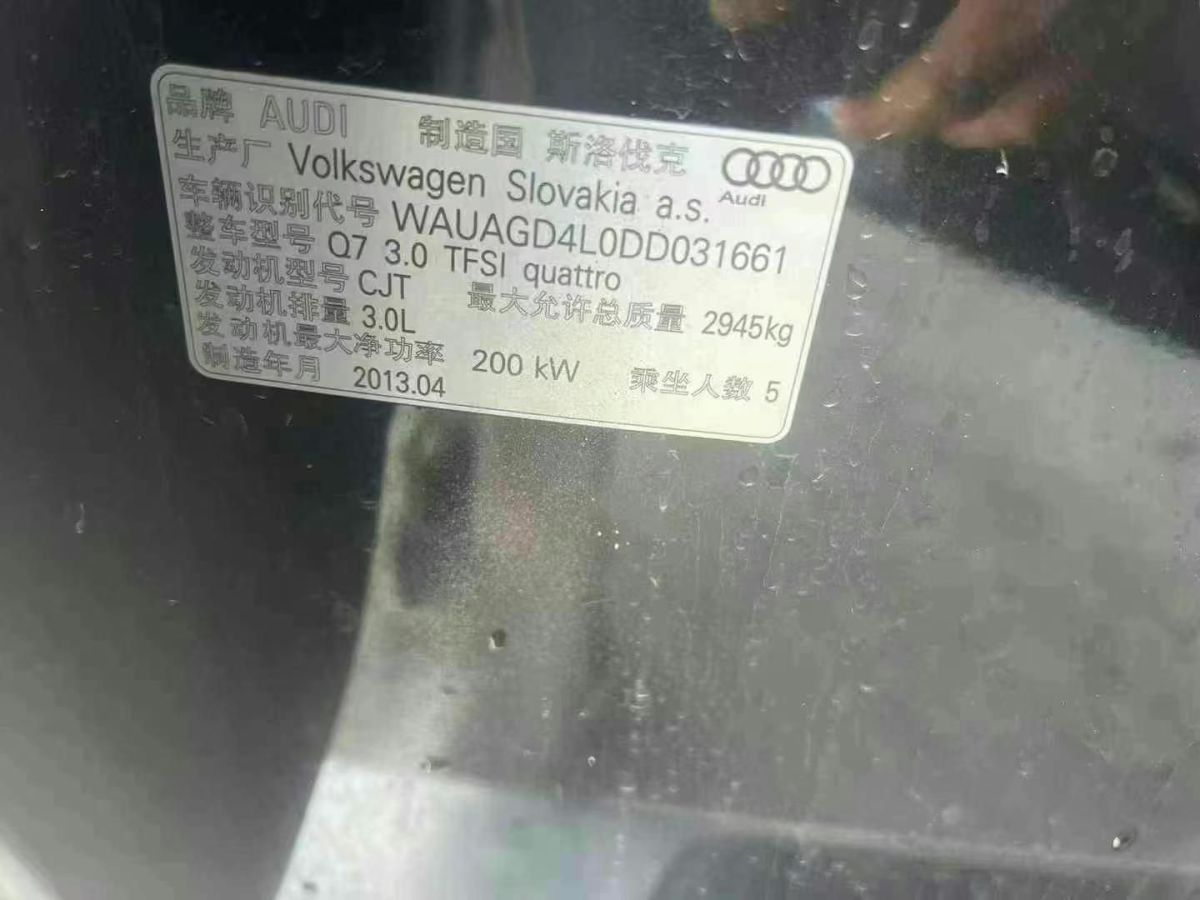 品牌 AUDI 制造国 斯洛伐克
Audi
生产厂 Volkswagen Slovakia a.s.
车辆识别代号 WAUAGD4L0DD031661
整车型号 Q7 3.0 TFSI quattro
发动机型号 CJT 最大允许总质量 2945kg
发动机排量 3.0L
发动机最大净功率 200 kW 乘坐人数 5
制造年月 2013.04